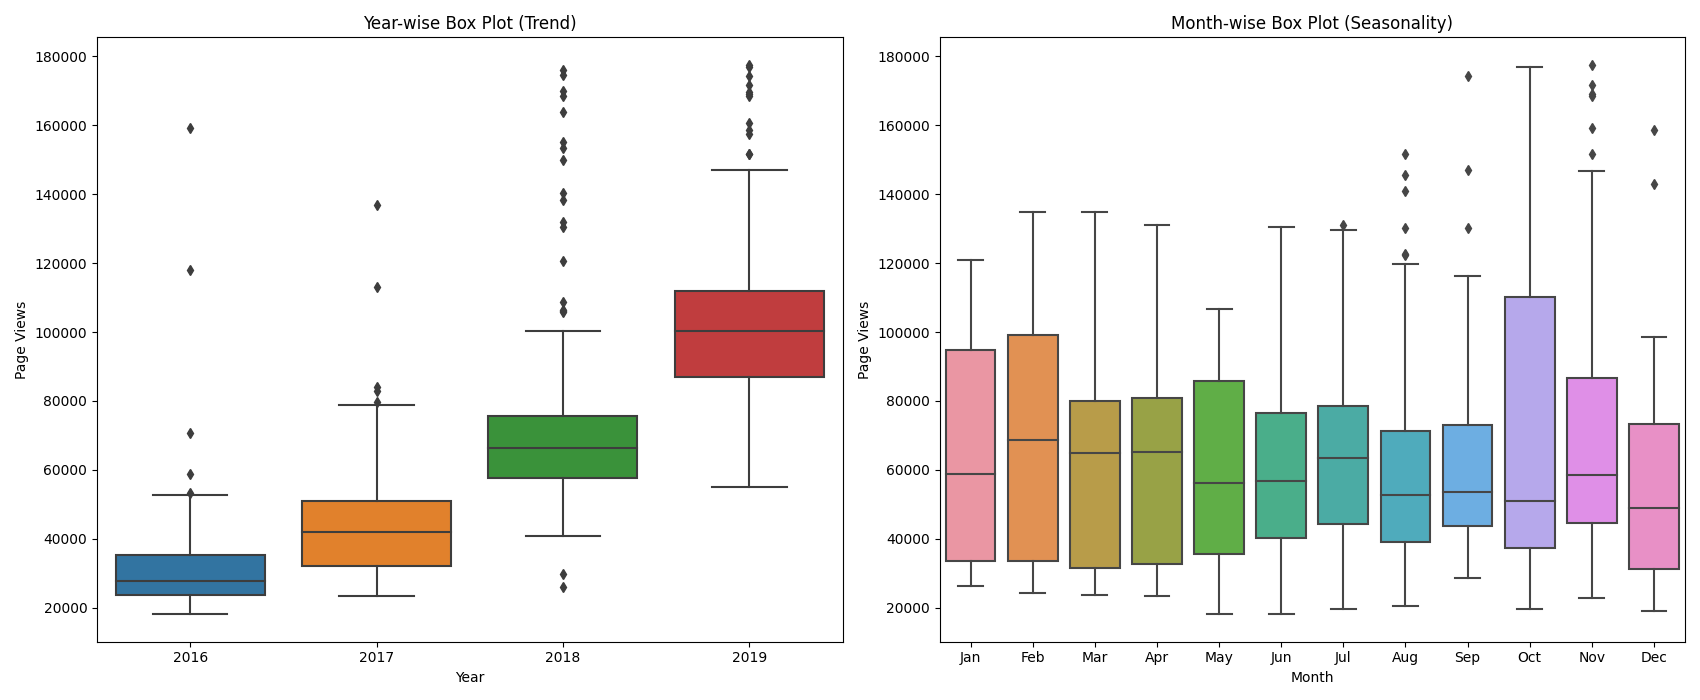 Year-wise Box Plot (Trend)
Page Views
180000
160000
140000
120000
100000
80000
60000
40000
20000
2016 2017 2018 2019
Year
Month-wise Box Plot (Seasonality)
Page Views
180000
160000
140000
120000
100000
80000
60000
40000
20000
Jan Feb Mar Apr May Jun Jul Aug Sep Oct Nov Dec
Month